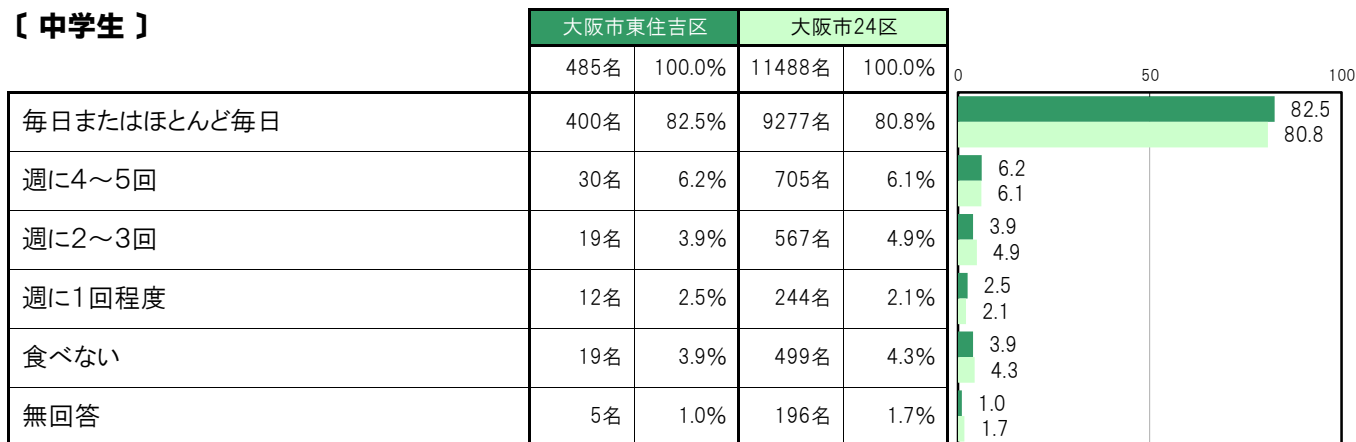 〔 中学生 〕
大阪市東住吉区 大阪市24区
485名 100.0% 11488名 100.0%
0 50 100
毎日またはほとんど毎日 400名 82.5% 9277名 80.8% 82.5
80.8
週に4～5回 30名 6.2% 705名 6.1% 6.2
6.1
週に2～3回 19名 3.9% 567名 4.9% 3.9
4.9
週に1回程度 12名 2.5% 244名 2.1% 2.5
2.1
食べない 19名 3.9% 499名 4.3% 3.9
4.3
無回答 5名 1.0% 196名 1.7% 1.0
1.7